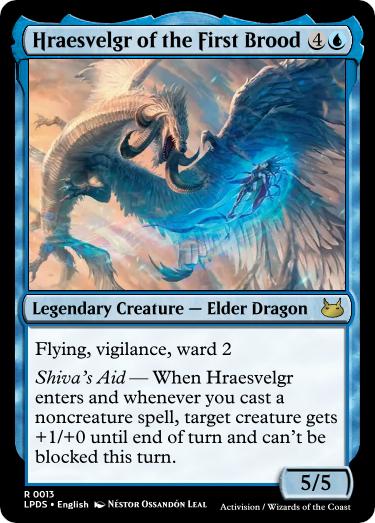 Hraesvelgr of the First Brood 4
Legendary Creature — Elder Dragon
Flying, vigilance, ward 2
Shiva's Aid — When Hraesvelgr
enters and whenever you cast a
noncreature spell, target creature gets
+1/+0 until end of turn and can't be
blocked this turn.
5/5
R 0013
LPDS • English Néstor Ossandón Leal
Activision / Wizards of the Coast